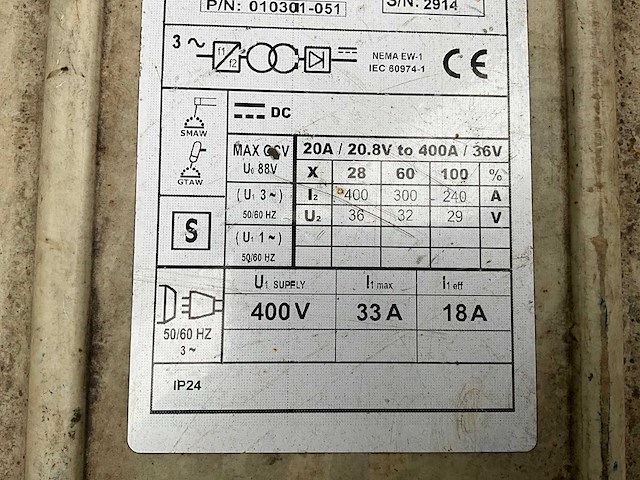 P/N: 010301-051
S/N: 2914
3 ~ f1 f2
NEMA EW-1
IEC 60974-1
CE
SMAW
DC
GTAW
MAX OCV
U0 88V
20A / 20.8V to 400A / 36V
X 28 60 100 %
(U1 3~)
50/60 HZ
I2 400 300 240 A
U2 36 32 29 V
S
(U1 1~)
50/60 HZ
U1 SUPPLY I1 max I1 eff
400V 33A 18A
50/60 HZ
3~
IP24